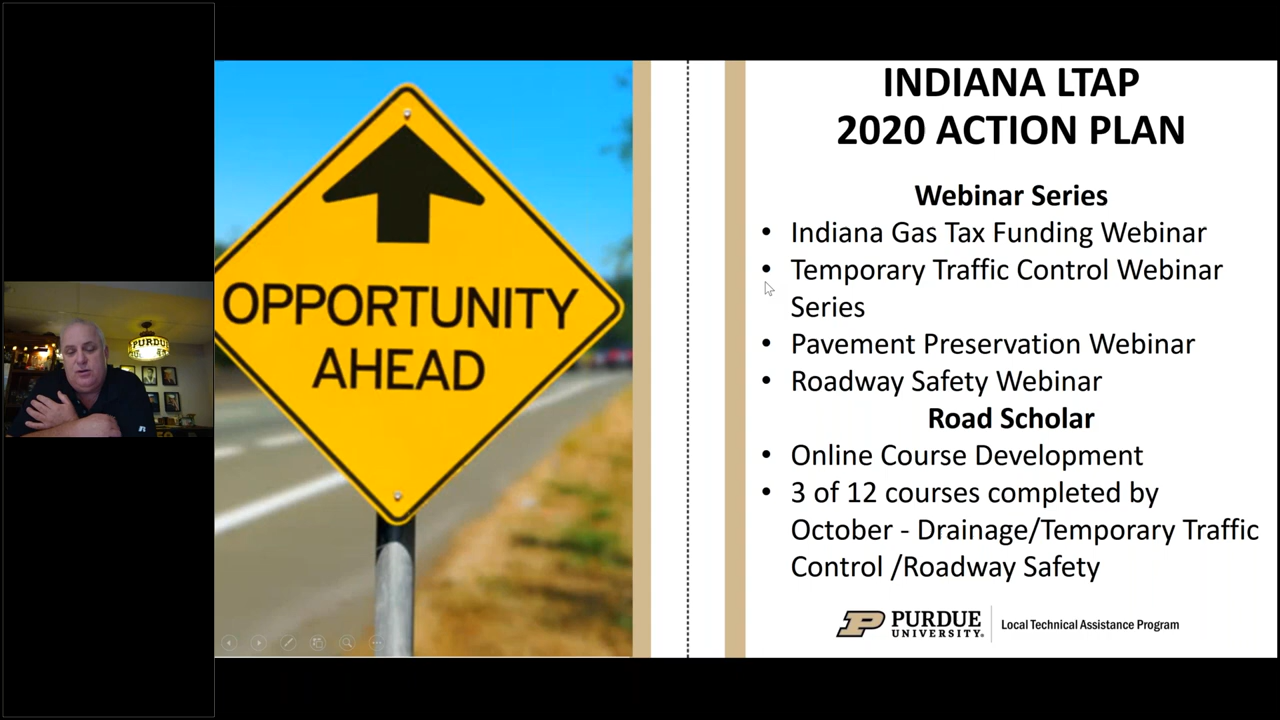 INDIANA LTAP
2020 ACTION PLAN
OPPORTUNITY
AHEAD
Webinar Series
• Indiana Gas Tax Funding Webinar
• Temporary Traffic Control Webinar
Series
• Pavement Preservation Webinar
• Roadway Safety Webinar
Road Scholar
• Online Course Development
• 3 of 12 courses completed by
October - Drainage/Temporary Traffic
Control /Roadway Safety
P PURDUE
UNIVERSITY®
Local Technical Assistance Program
PURDUE